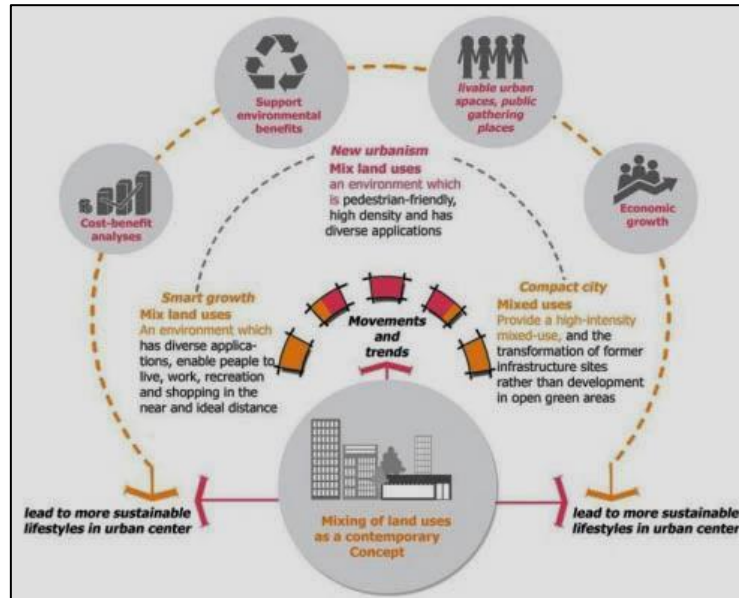 Support
environmental
benefits
livable urban
spaces, public
gathering
places
Cost-benefit
analyses
Economic
growth
New urbanism
Mix land uses
an environment which
is pedestrian-friendly,
high density and has
diverse applications
Smart growth
Mix land uses
An environment which
has diverse applica-
tions, enable peaple to
live, work, recreation
and shopping in the
near and ideal distance
Movements
and
trends
Compact city
Mixed uses
Provide a high-intensity
mixed-use, and the
transformation of former
infrastructure sites
rather than development
in open green areas
lead to more sustainable
lifestyles in urban center
Mixing of land uses
as a contemporary
Concept
lead to more sustainable
lifestyles in urban center